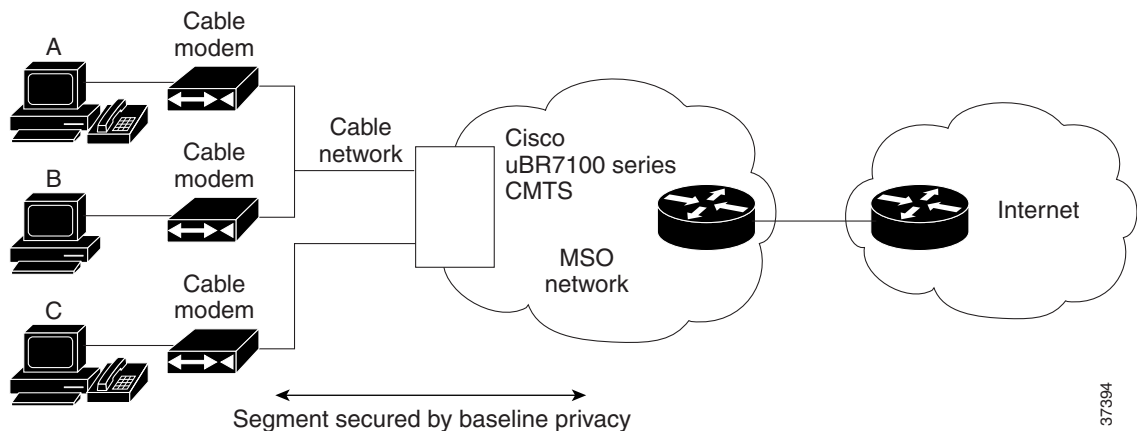 A
Cable
modem
B
Cable
modem
C
Cable
modem
Cable
network
Cisco
uBR7100 series
CMTS
MSO
network
Internet
Segment secured by baseline privacy
37394